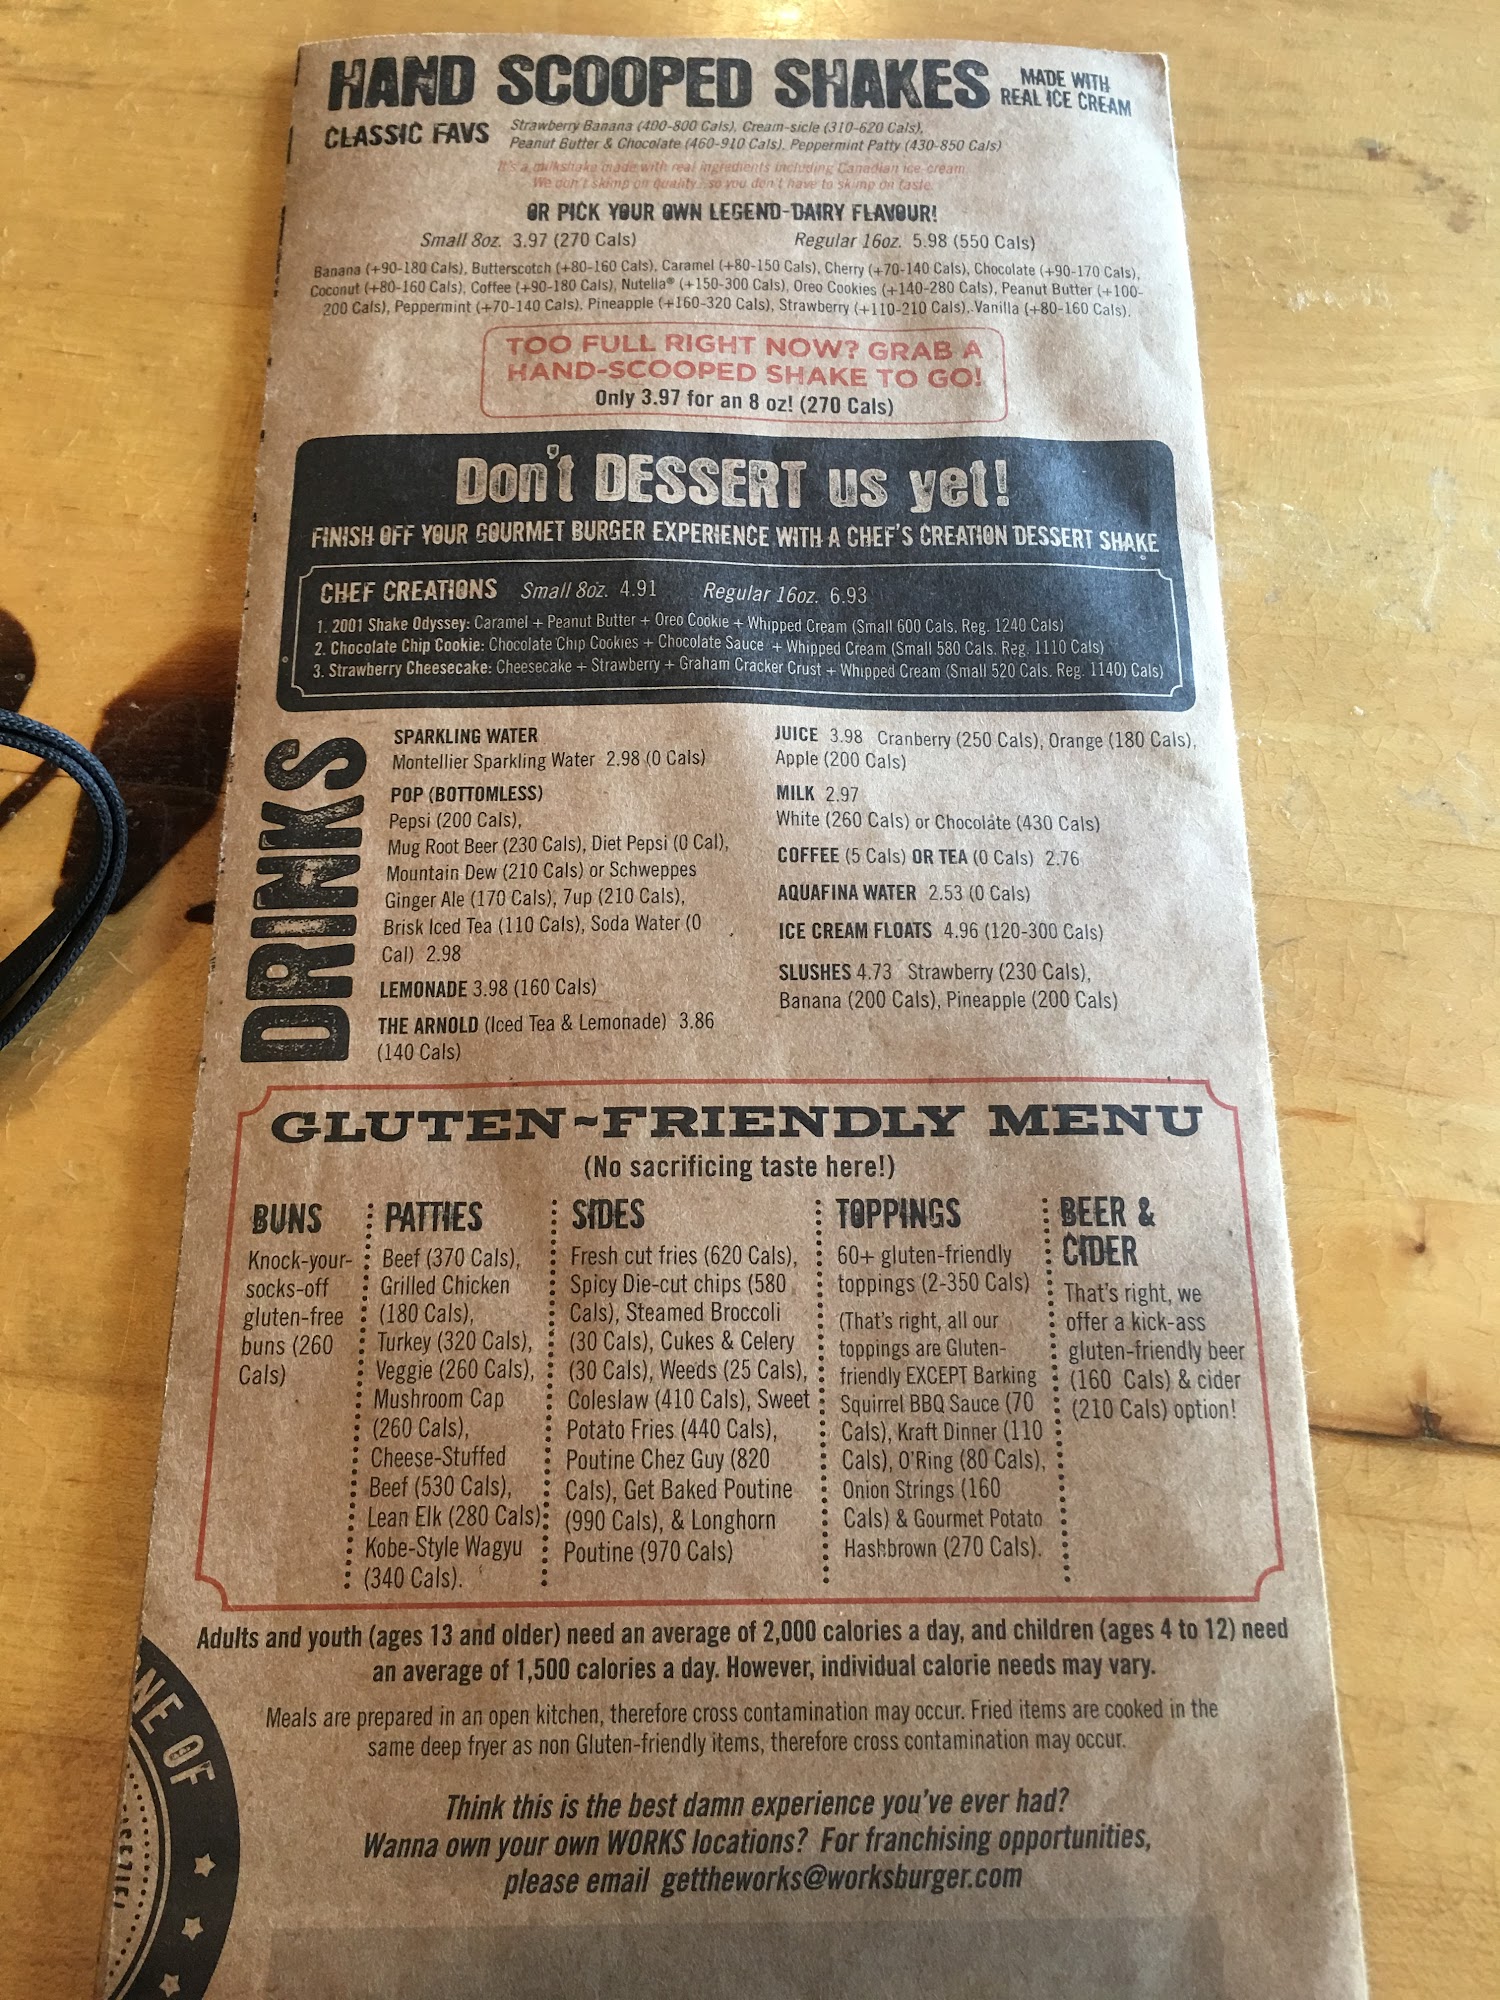 HAND SCOOPED SHAKES MADE WITH
REAL ICE CREAM
CLASSIC FAVS Strawberry Banana (400-800 Cals), Cream-sicle (310-620 Cals),
Peanut Butter & Chocolate (460-910 Cals), Peppermint Patty (430-850 Cals)
It's a milkshake made with real ingredients including Canadian ice-cream.
We don't skimp on quality, so you don't have to skimp on taste.
OR PICK YOUR OWN LEGEND-DAIRY FLAVOUR!
Small 8oz. 3.97 (270 Cals) Regular 16oz. 5.98 (550 Cals)
Banana (+90-180 Cals), Butterscotch (+80-160 Cals), Caramel (+80-150 Cals), Cherry (+70-140 Cals), Chocolate (+90-170 Cals),
Coconut (+80-160 Cals), Coffee (+90-180 Cals), Nutella® (+150-300 Cals), Oreo Cookies (+140-280 Cals), Peanut Butter (+100-
200 Cals), Peppermint (+70-140 Cals). Pineapple (+160-320 Cals), Strawberry (+110-210 Cals), Vanilla (+80-160 Cals).
TOO FULL RIGHT NOW? GRAB A
HAND-SCOOPED SHAKE TO GO!
Only 3.97 for an 8 oz! (270 Cals)
Don't DESSERT us yet!
FINISH OFF YOUR GOURMET BURGER EXPERIENCE WITH A CHEF'S CREATION DESSERT SHAKE
CHEF CREATIONS Small 8oz. 4.91 Regular 16oz. 6.93
1. 2001 Shake Odyssey: Caramel + Peanut Butter + Oreo Cookie + Whipped Cream (Small 600 Cals. Reg. 1240 Cals)
2. Chocolate Chip Cookie: Chocolate Chip Cookies + Chocolate Sauce + Whipped Cream (Small 580 Cals. Reg. 1110 Cals)
3. Strawberry Cheesecake: Cheesecake + Strawberry + Graham Cracker Crust + Whipped Cream (Small 520 Cals. Reg. 1140) Cals)
DRINKS
SPARKLING WATER
Montellier Sparkling Water 2.98 (0 Cals)
POP (BOTTOMLESS)
Pepsi (200 Cals),
Mug Root Beer (230 Cals), Diet Pepsi (0 Cal),
Mountain Dew (210 Cals) or Schweppes
Ginger Ale (170 Cals), 7up (210 Cals),
Brisk Iced Tea (110 Cals), Soda Water (0
Cal) 2.98
LEMONADE 3.98 (160 Cals)
THE ARNOLD (Iced Tea & Lemonade) 3.86
(140 Cals)
JUICE 3.98 Cranberry (250 Cals), Orange (180 Cals),
Apple (200 Cals)
MILK 2.97
White (260 Cals) or Chocolate (430 Cals)
COFFEE (5 Cals) OR TEA (0 Cals) 2.76
AQUAFINA WATER 2.53 (0 Cals)
ICE CREAM FLOATS 4.96 (120-300 Cals)
SLUSHES 4.73 Strawberry (230 Cals),
Banana (200 Cals), Pineapple (200 Cals)
GLUTEN~FRIENDLY MENU
(No sacrificing taste here!)
BUNS
Knock-your-
socks-off
gluten-free
buns (260
Cals)
PATTIES
Beef (370 Cals),
Grilled Chicken
(180 Cals),
Turkey (320 Cals),
Veggie (260 Cals),
Mushroom Cap
(260 Cals),
Cheese-Stuffed
Beef (530 Cals),
Lean Elk (280 Cals)
Kobe-Style Wagyu
(340 Cals).
SIDES
Fresh cut fries (620 Cals),
Spicy Die-cut chips (580
Cals), Steamed Broccoli
(30 Cals), Cukes & Celery
(30 Cals), Weeds (25 Cals),
Coleslaw (410 Cals), Sweet
Potato Fries (440 Cals),
Poutine Chez Guy (820
Cals), Get Baked Poutine
(990 Cals), & Longhorn
Poutine (970 Cals)
TOPPINGS
60+ gluten-friendly
toppings (2-350 Cals)
(That's right, all our
toppings are Gluten-
friendly EXCEPT Barking
Squirrel BBQ Sauce (70
Cals), Kraft Dinner (110
Cals), O'Ring (80 Cals),
Onion Strings (160
Cals) & Gourmet Potato
Hashbrown (270 Cals).
BEER &
CIDER
That's right, we
offer a kick-ass
gluten-friendly beer
(160 Cals) & cider
(210 Cals) option!
Adults and youth (ages 13 and older) need an average of 2,000 calories a day, and children (ages 4 to 12) need
an average of 1,500 calories a day. However, individual calorie needs may vary.
Meals are prepared in an open kitchen, therefore cross contamination may occur. Fried items are cooked in the
same deep fryer as non Gluten-friendly items, therefore cross contamination may occur.
NE OF
Think this is the best damn experience you've ever had?
Wanna own your own WORKS locations? For franchising opportunities,
please email gettheworks@worksburger.com